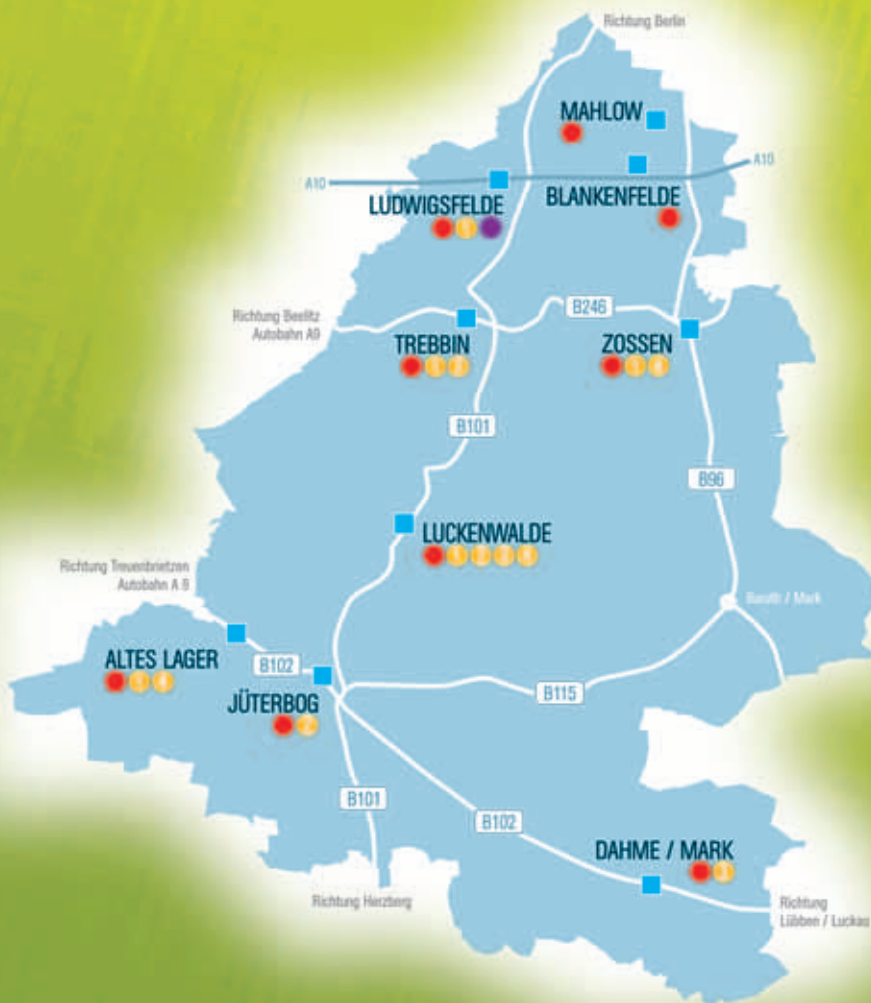 Richtung Berlin
MAHLOW
A10
A10
BLANKENFELDE
LUDWIGSFELDE
B246
Richtung Beelitz
Autobahn A9
TREBBIN
ZOSSEN
B101
B96
LUCKENWALDE
Richtung Treuenbrietzen
Autobahn A 9
Baruth / Mark
ALTES LAGER
B102
JÜTERBOG
B115
B101
B102
DAHME / MARK
Richtung Herzberg
Richtung
Lübben / Luckau